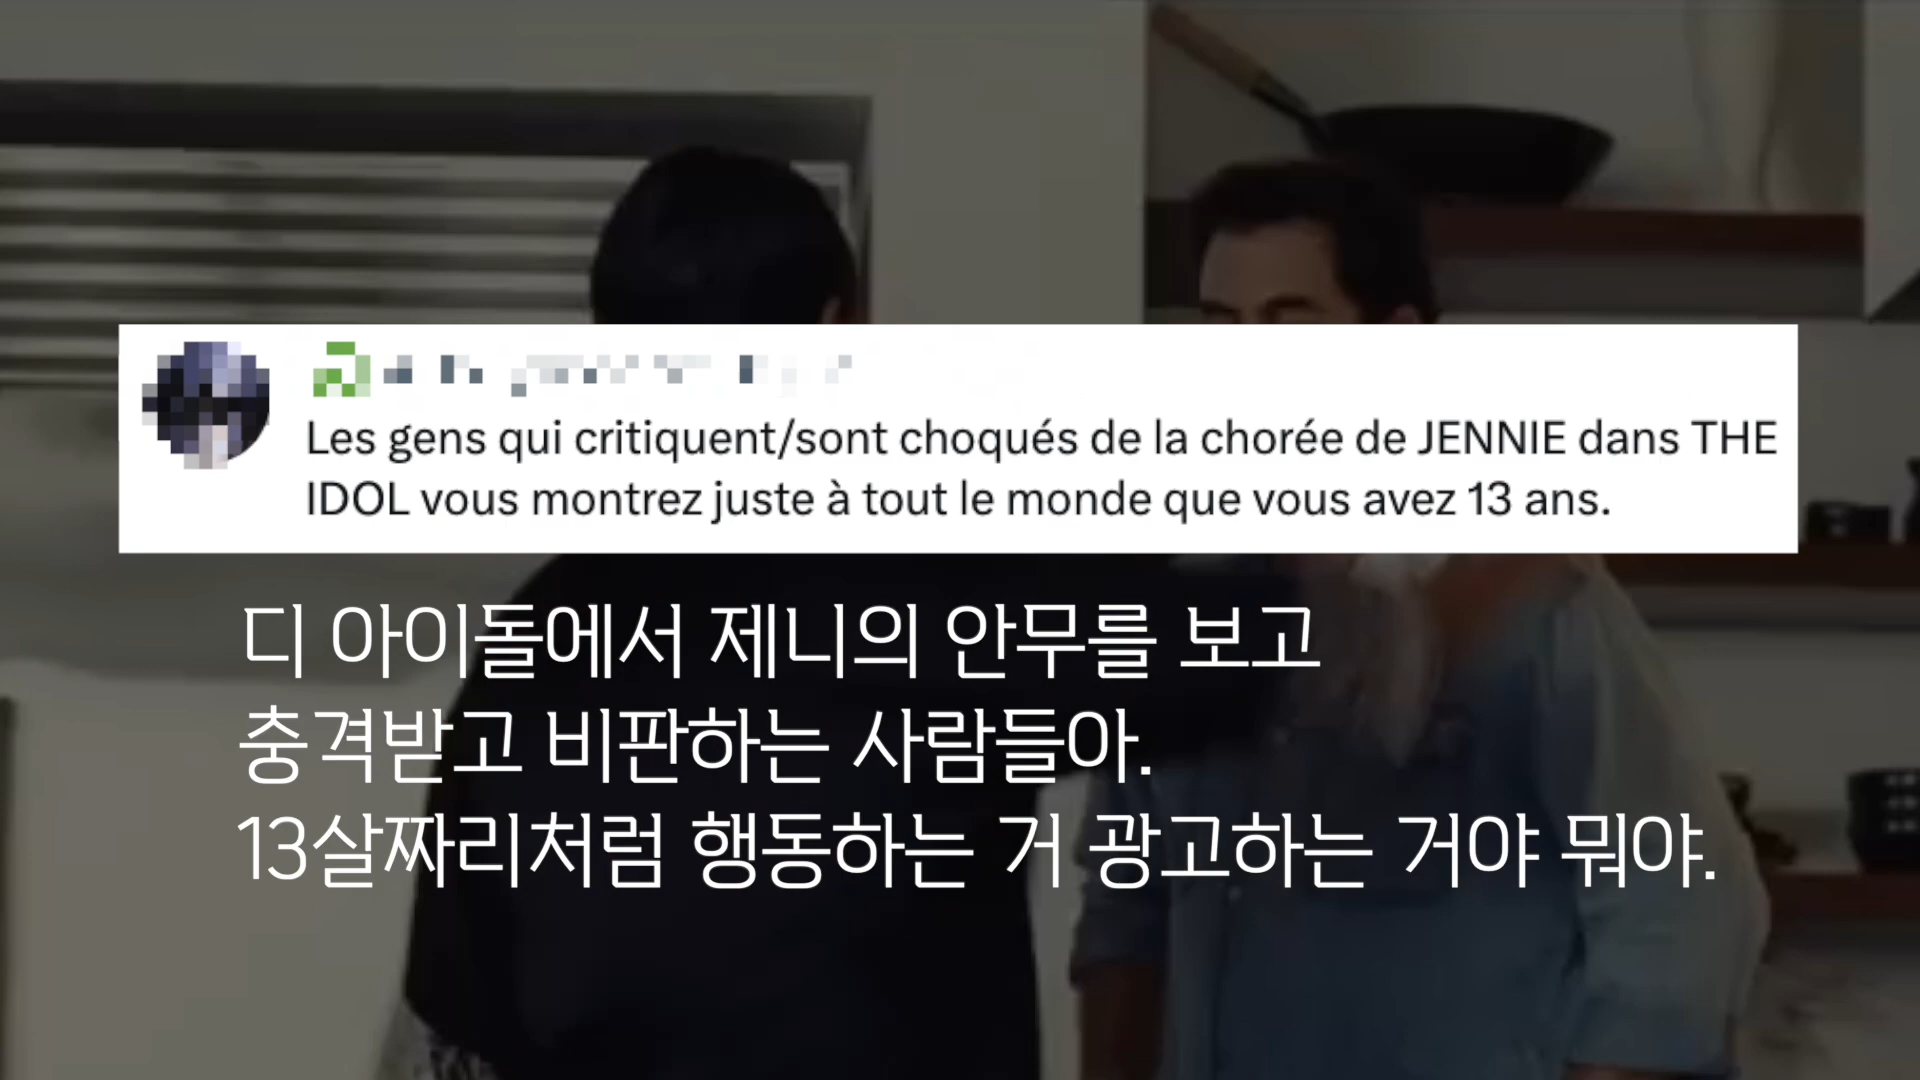 Les gens qui critiquent/sont choqués de la chorée de JENNIE dans THE
IDOL vous montrez juste à tout le monde que vous avez 13 ans.
디 아이돌에서 제니의 안무를 보고
충격받고 비판하는 사람들아.
13살짜리처럼 행동하는 거 광고하는 거야 뭐야.